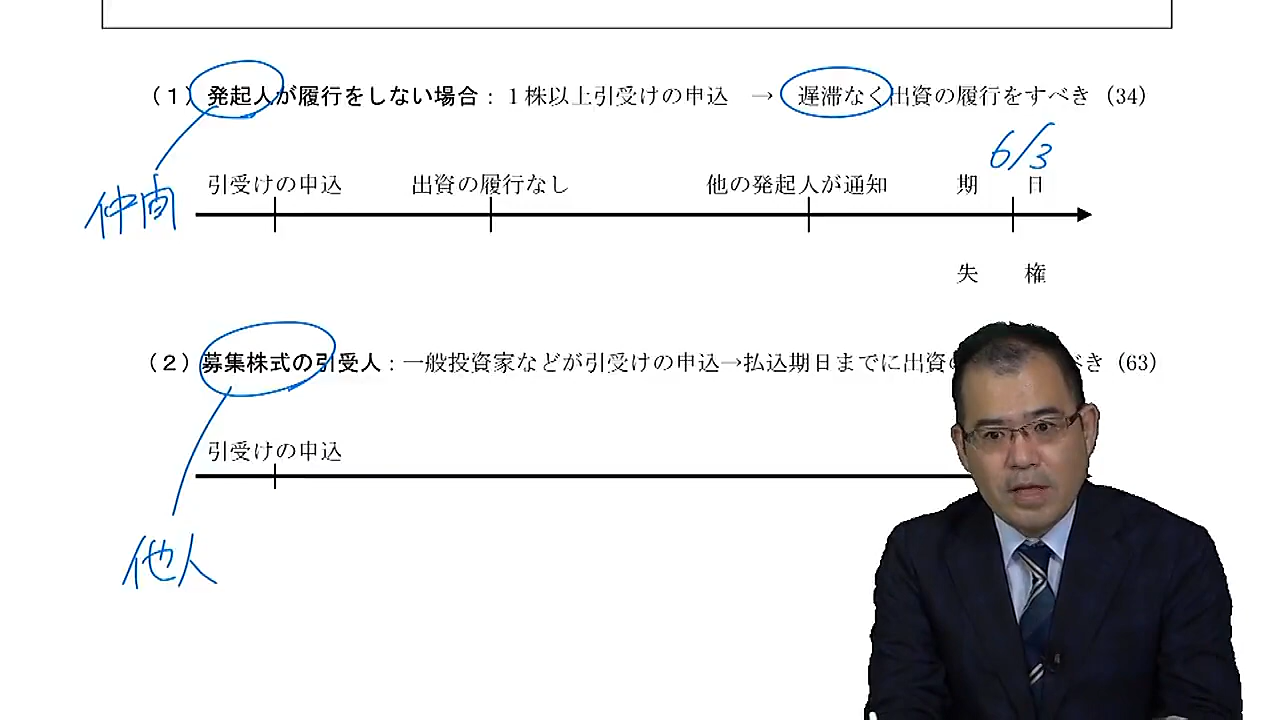 （１）発起人が履行をしない場合：１株以上引受けの申込　→　遅滞なく出資の履行をすべき（34）
6/3
引受けの申込　出資の履行なし　他の発起人が通知　期　日
仲間
失　権
（２）募集株式の引受人：一般投資家などが引受けの申込→払込期日までに出資の　べき（63）
引受けの申込
他人